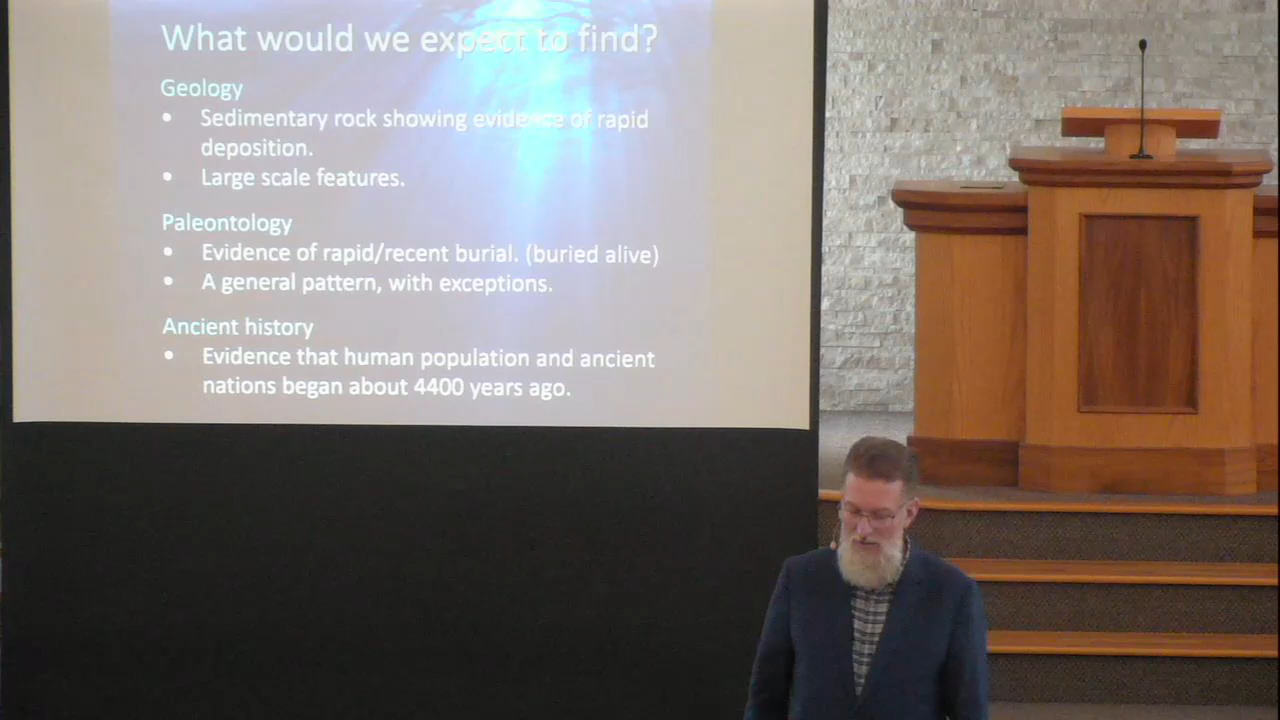 What would we expect to find?
Geology
• Sedimentary rock showing evidence of rapid
deposition.
• Large scale features.
Paleontology
• Evidence of rapid/recent burial. (buried alive)
• A general pattern, with exceptions.
Ancient history
• Evidence that human population and ancient
nations began about 4400 years ago.